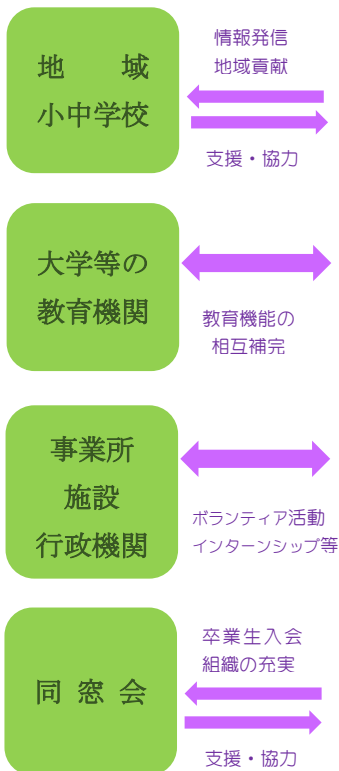 地　域
小中学校
情報発信
地域貢献
支援・協力
大学等の
教育機関
教育機能の
相互補完
事業所
施設
行政機関
ボランティア活動
インターンシップ等
同 窓 会
卒業生入会
組織の充実
支援・協力